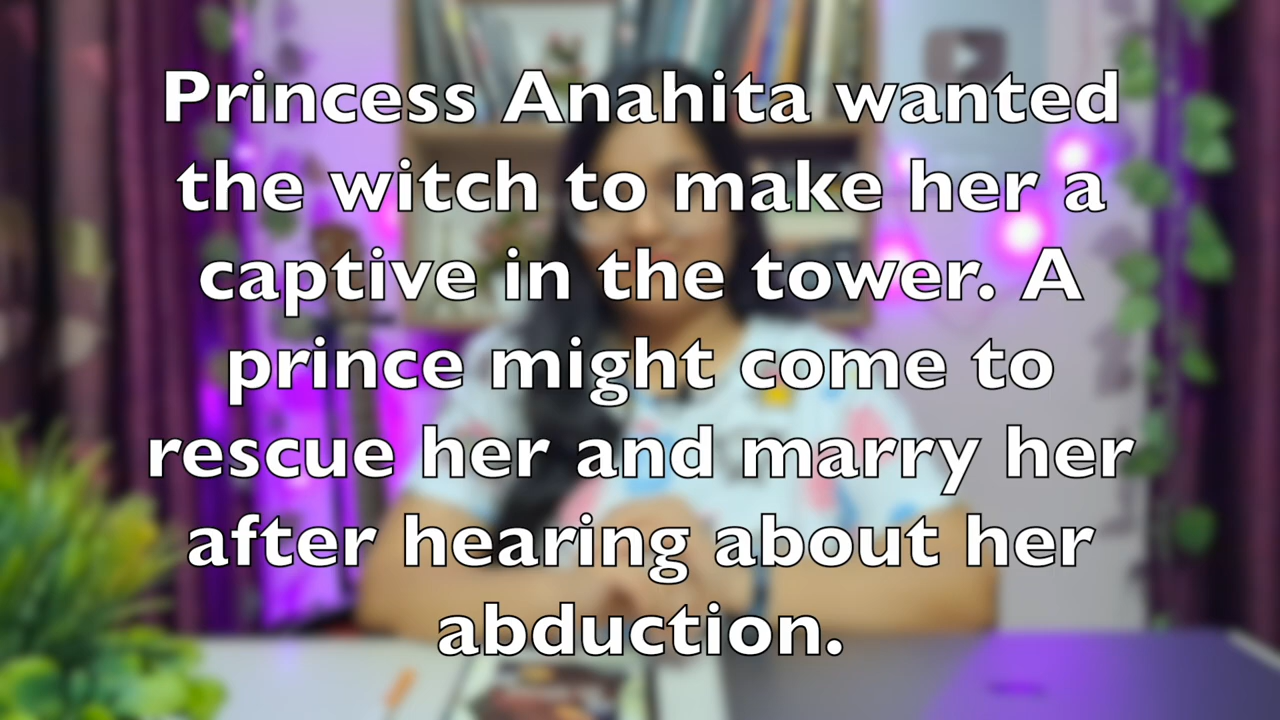 Princess Anahita wanted
the witch to make her a
captive in the tower. A
prince might come to
rescue her and marry her
after hearing about her
abduction.